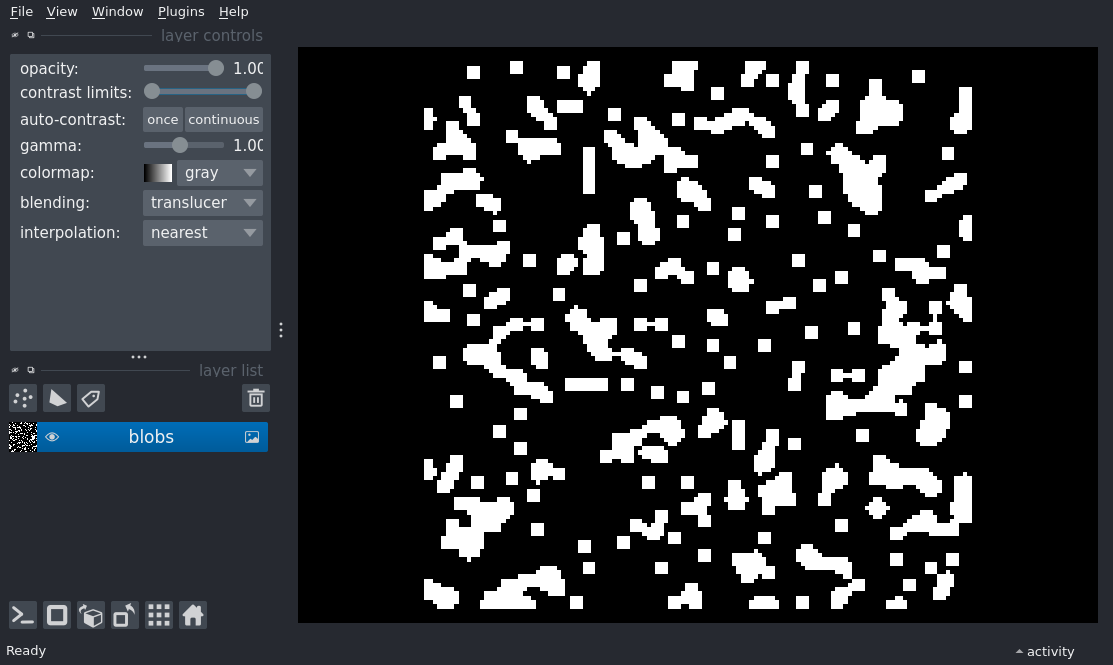 File View Window Plugins Help
layer controls
opacity: 1.00
contrast limits:
auto-contrast: once continuous
gamma: 1.00
colormap: gray
blending: translucer
interpolation: nearest
layer list
blobs
Ready
activity